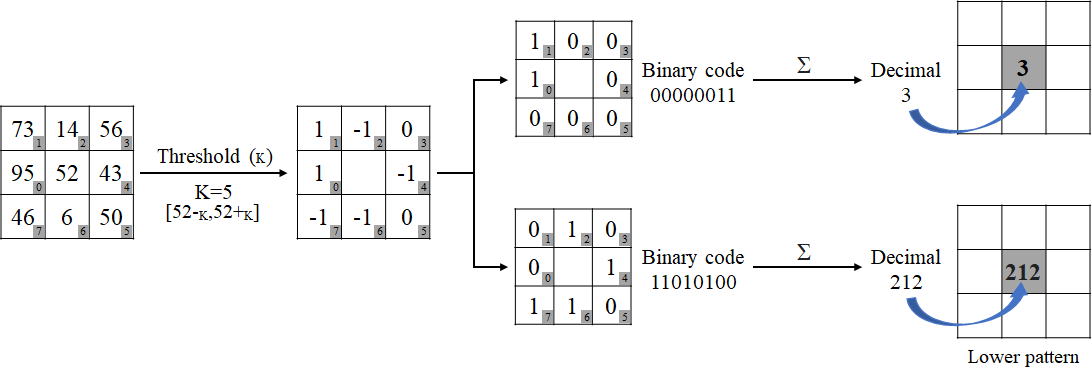 73 1 14 2 56 3
95 0 52 43 4
46 7 6 6 50 5
Threshold (κ)
K=5
[52-κ,52+κ]
1 1 -1 2 0 3
1 0 -1 4
-1 7 -1 6 0 5
1 1 0 2 0 3
1 0 0 4
0 7 0 6 0 5
Binary code
00000011
Σ
Decimal
3
3
0 1 1 2 0 3
0 0 1 4
1 7 1 6 0 5
Binary code
11010100
Σ
Decimal
212
212
Lower pattern